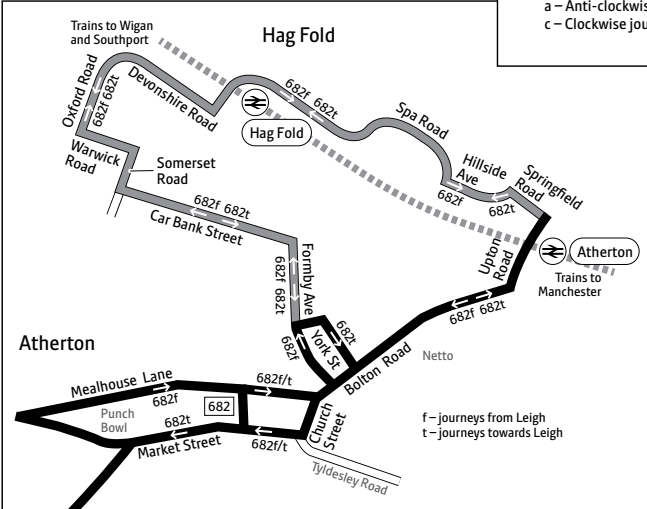 a – Anti-clockwis
c – Clockwise jou
Trains to Wigan
and Southport
Hag Fold
Oxford Road
682f 682t
Devonshire Road
682f 682t
Hag Fold
Spa Road
Hillside
Ave
Springfield
Road
682f
682t
Warwick
Road
Somerset
Road
682f 682t
Car Bank Street
Formby Ave
682f 682t
Upton
Road
Atherton
Trains to
Manchester
682f 682t
682t
York St
682f
Bolton Road
Netto
Atherton
Mealhouse Lane
682f
682f/t
Punch
Bowl
682
682t
Market Street
682f/t
Church
Street
f – journeys from Leigh
t – journeys towards Leigh
Tyldesley Road